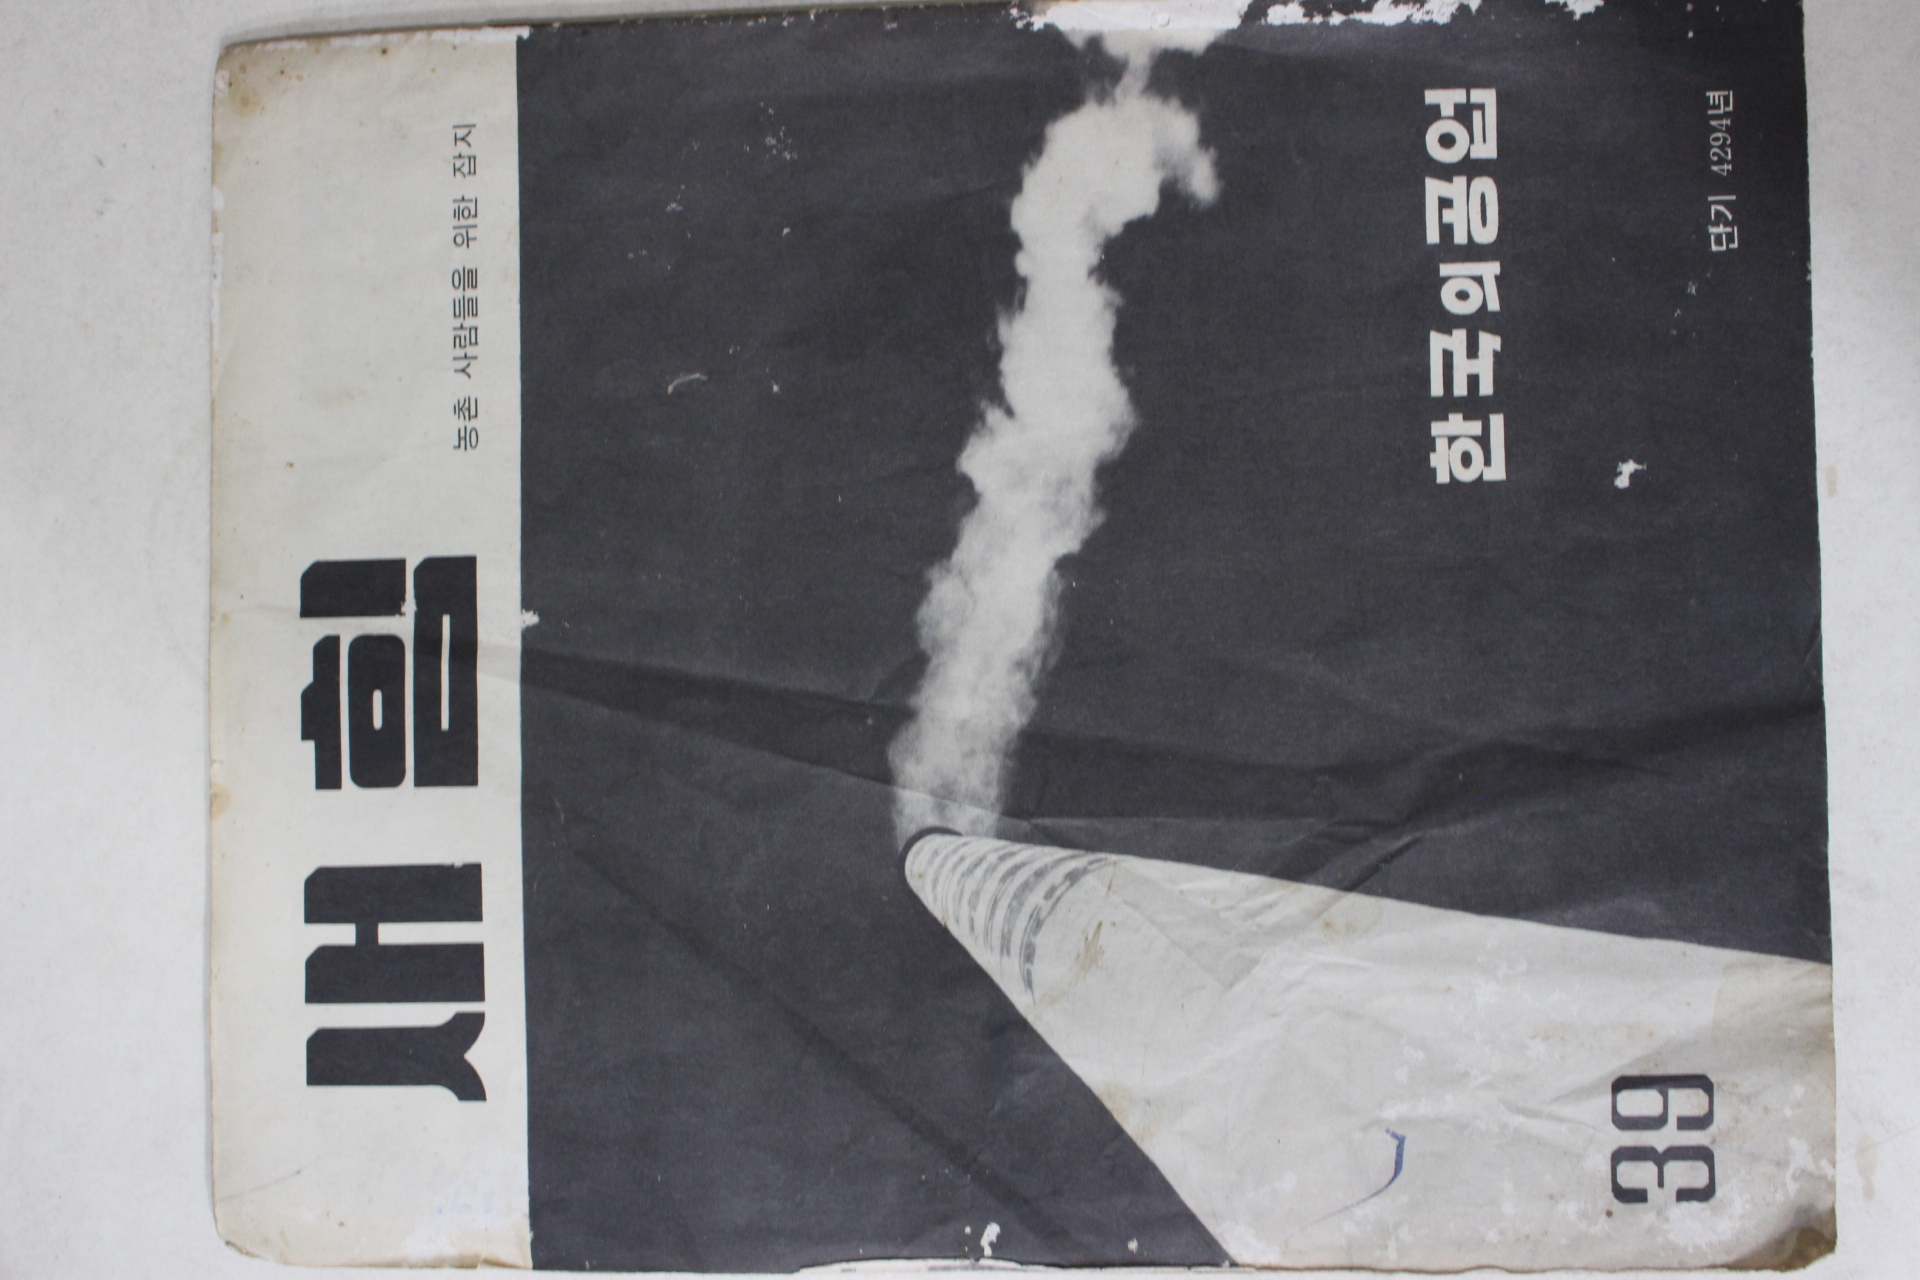 새힘
농촌 사람들을 위한 잡지
한국의 공업
단기 4294년
39